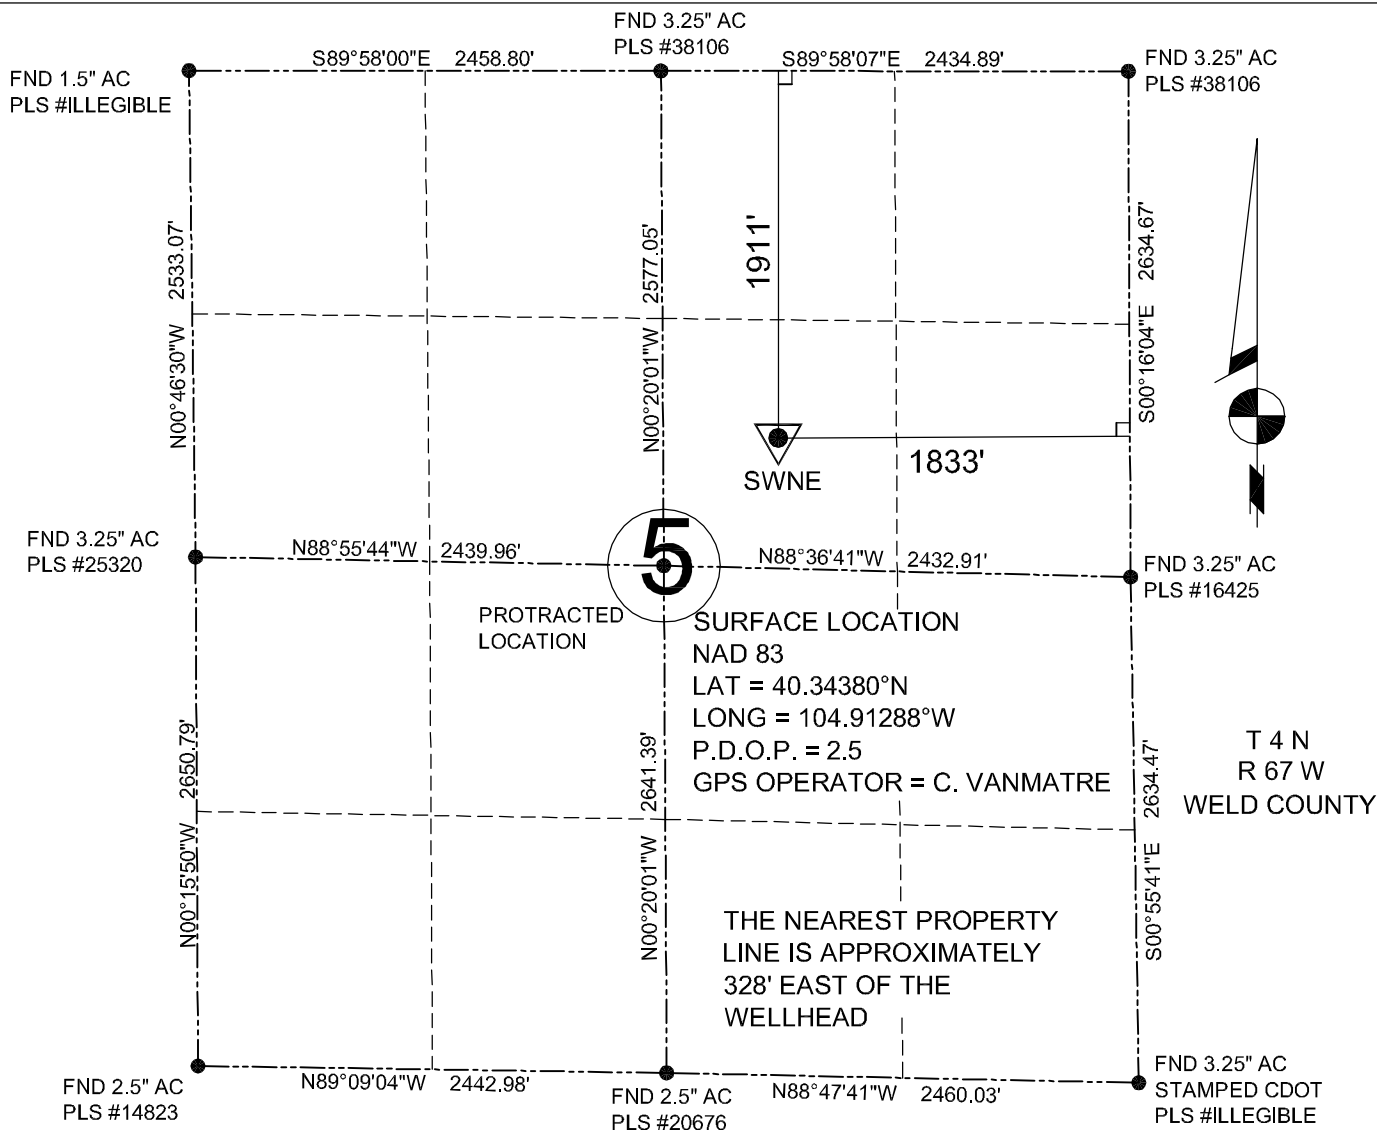 FND 3.25" AC
PLS #38106
S89°58'00"E 2458.80'
S89°58'07"E 2434.89'
FND 1.5" AC
PLS #ILLEGIBLE
FND 3.25" AC
PLS #38106
N00°46'30"W 2533.07'
N00°20'01"W 2577.05'
1911'
S00°16'04"E 2634.67'
1833'
SWNE
FND 3.25" AC
PLS #25320
N88°55'44"W 2439.96'
5
N88°36'41"W 2432.91'
FND 3.25" AC
PLS #16425
PROTRACTED
LOCATION
SURFACE LOCATION
NAD 83
LAT = 40.34380°N
LONG = 104.91288°W
P.D.O.P. = 2.5
GPS OPERATOR = C. VANMATRE
T 4 N
R 67 W
WELD COUNTY
N00°15'50"W 2650.79'
N00°20'01"W 2641.39'
S00°55'41"E 2634.47'
THE NEAREST PROPERTY
LINE IS APPROXIMATELY
328' EAST OF THE
WELLHEAD
FND 2.5" AC
PLS #14823
N89°09'04"W 2442.98'
FND 2.5" AC
PLS #20676
N88°47'41"W 2460.03'
FND 3.25" AC
STAMPED CDOT
PLS #ILLEGIBLE